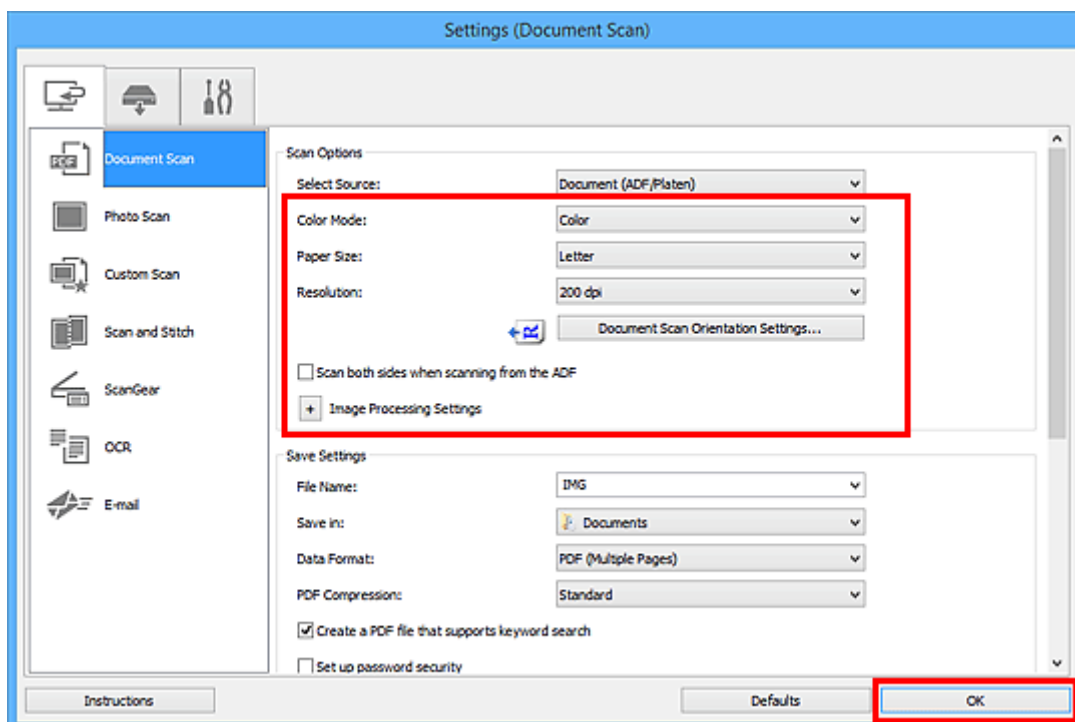 Settings (Document Scan)
PDF
Document Scan
Photo Scan
Custom Scan
Scan and Stitch
ScanGear
OCR
E-mail
Scan Options
Select Source: Document (ADF/Platen)
Color Mode: Color
Paper Size: Letter
Resolution: 200 dpi
R Document Scan Orientation Settings...
Scan both sides when scanning from the ADF
+ Image Processing Settings
Save Settings
File Name: IMG
Save in: Documents
Data Format: PDF (Multiple Pages)
PDF Compression: Standard
Create a PDF file that supports keyword search
Set up password security
Instructions Defaults OK